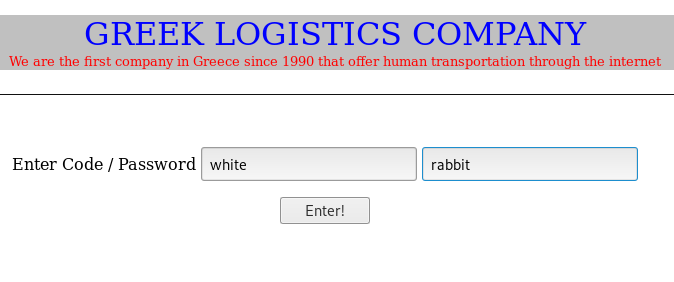 GREEK LOGISTICS COMPANY
We are the first company in Greece since 1990 that offer human transportation through the internet
Enter Code / Password white rabbit
Enter!